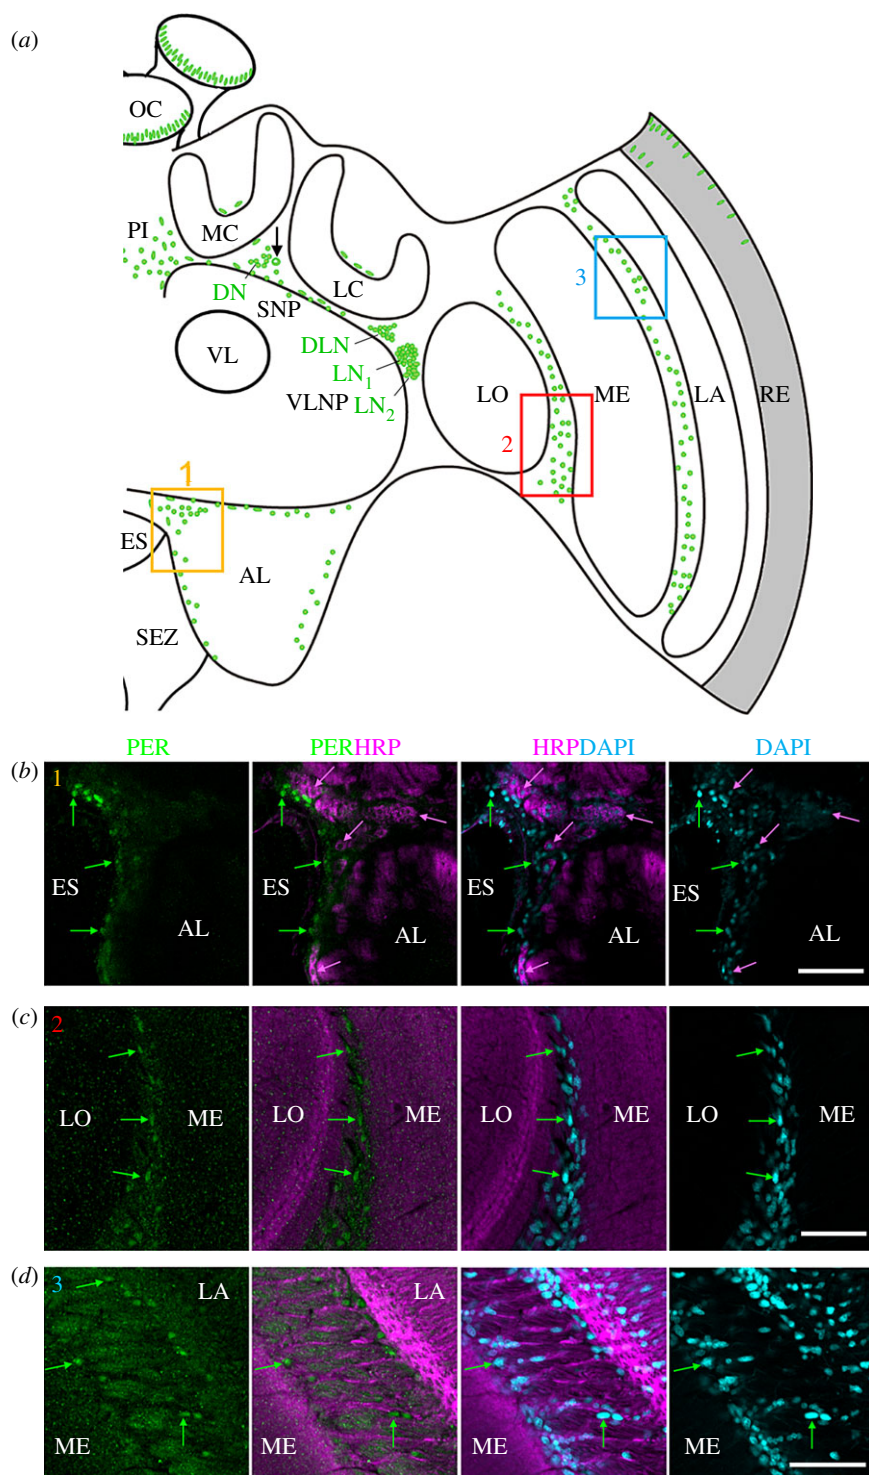 (a)
OC
PI
MC
DN
SNP
LC
VL
DLN
LN1
VLNP LN2
LO
ME
LA
RE
3
2
1
ES
AL
SEZ
PER
PERHRP
HRPDAPI
DAPI
(b)
1
ES
AL
ES
AL
ES
AL
ES
AL
(c)
2
LO
ME
LO
ME
LO
ME
LO
ME
(d)
3
LA
ME
LA
ME
LA
ME
LA
ME